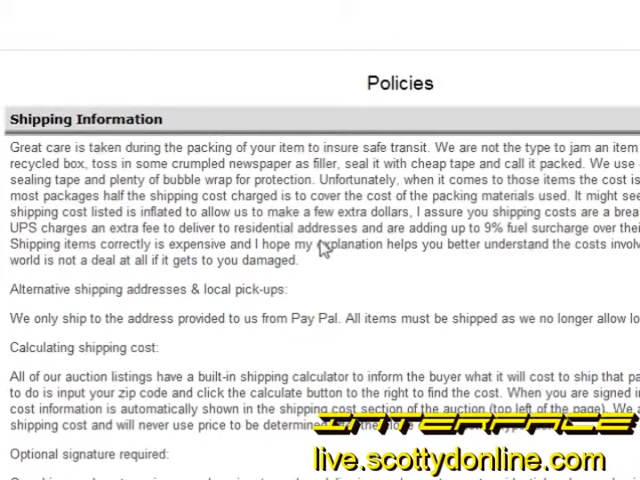 Policies
Shipping Information
Great care is taken during the packing of your item to insure safe transit. We are not the type to jam an item
recycled box, toss in some crumpled newspaper as filler, seal it with cheap tape and call it packed. We use
sealing tape and plenty of bubble wrap for protection. Unfortunately, when it comes to those items the cost is
most packages half the shipping cost charged is to cover the cost of the packing materials used. It might see
shipping cost listed is inflated to allow us to make a few extra dollars, I assure you shipping costs are a brea
UPS charges an extra fee to deliver to residential addresses and are adding up to 9% fuel surcharge over thei
Shipping items correctly is expensive and I hope my explanation helps you better understand the costs involv
world is not a deal at all if it gets to you damaged.
Alternative shipping addresses & local pick-ups:
We only ship to the address provided to us from Pay Pal. All items must be shipped as we no longer allow lo
Calculating shipping cost:
All of our auction listings have a built-in shipping calculator to inform the buyer what it will cost to ship that pa
to do is input your zip code and click the calculate button to the right to find the cost. When you are signed i
cost information is automatically shown in the shipping cost section of the auction (top left of the page). We a
shipping cost and will never use price to be determined
INTERFACE
Optional signature required:
live.scottydonline.com